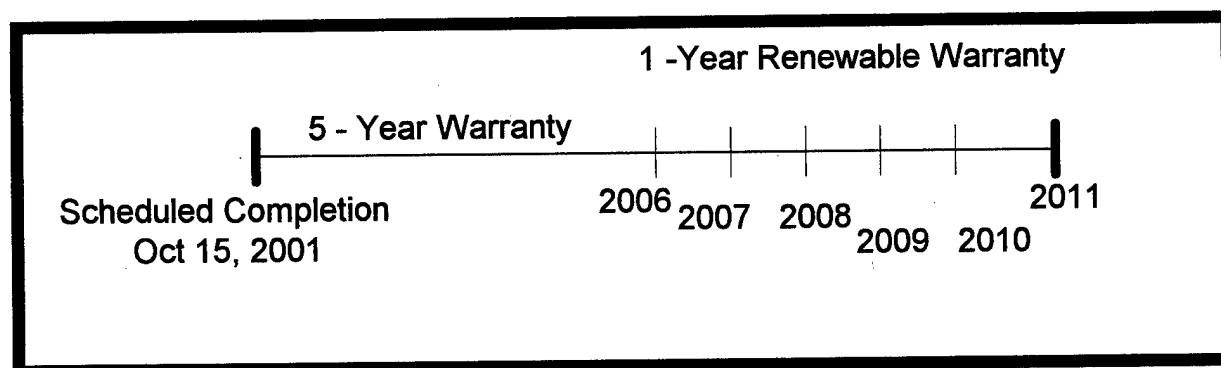 1 -Year Renewable Warranty
5 - Year Warranty
Scheduled Completion
Oct 15, 2001
2006
2007
2008
2009
2010
2011